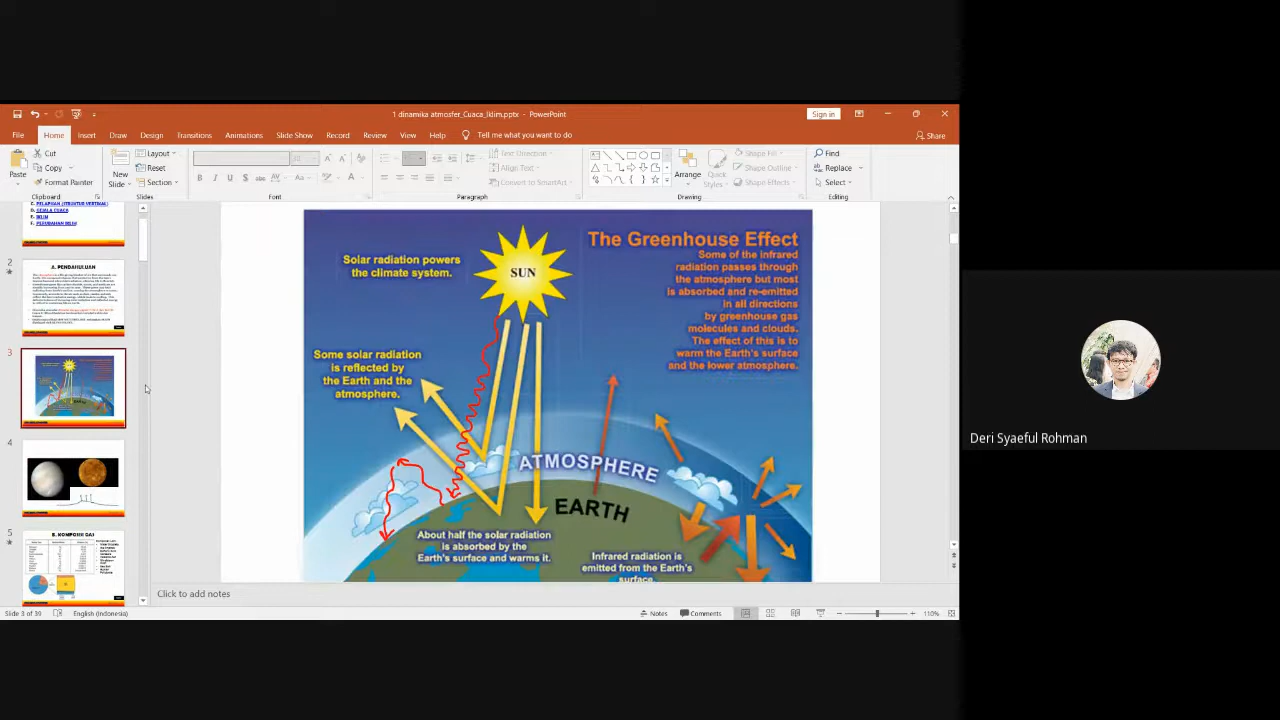 1 dinamika atmosfer_Cuaca_Iklim.pptx - PowerPoint
Sign in
File Home Insert Draw Design Transitions Animations Slide Show Record Review View Help Tell me what you want to do Share
Paste
Cut
Copy
Format Painter
Clipboard
New Slide
Layout
Reset
Section
Slides
Font
Text Direction
Align Text
Convert to SmartArt
Paragraph
Arrange
Quick Styles
Shape Fill
Shape Outline
Shape Effects
Drawing
Find
Replace
Select
Editing
2
A. PENDAHULUAN
3
4
5
B. KOMPOSISI GAS
The Greenhouse Effect
Some of the infrared
radiation passes through
the atmosphere but most
is absorbed and re-emitted
in all directions
by greenhouse gas
molecules and clouds.
The effect of this is to
warm the Earth's surface
and the lower atmosphere.
Solar radiation powers
the climate system.
SUN
Some solar radiation
is reflected by
the Earth and the
atmosphere.
ATMOSPHERE
EARTH
About half the solar radiation
is absorbed by the
Earth's surface and warms it.
Infrared radiation is
emitted from the Earth's
surface.
Click to add notes
Slide 3 of 39 English (Indonesia) Notes Comments 110%
Deri Syaeful Rohman